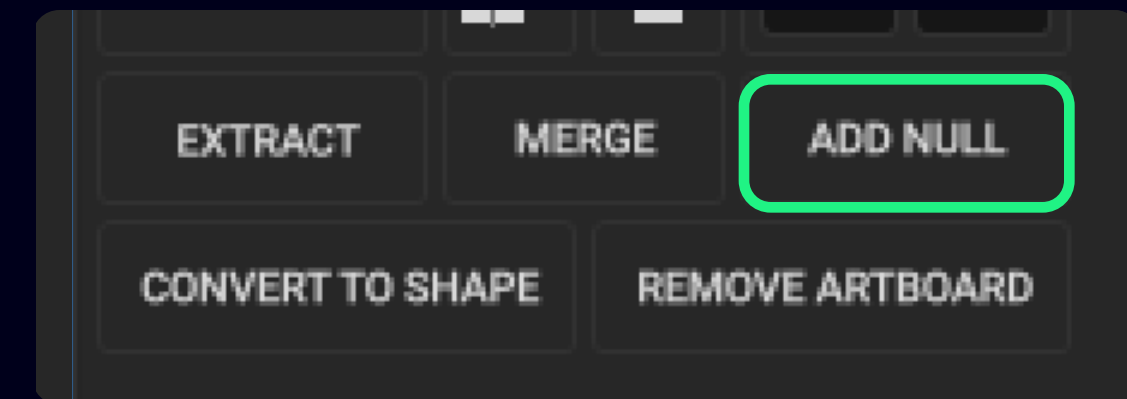 EXTRACT MERGE ADD NULL
CONVERT TO SHAPE REMOVE ARTBOARD